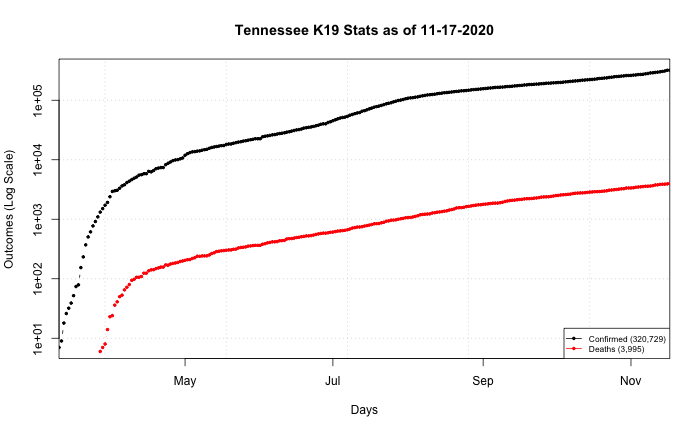 Tennessee K19 Stats as of 11-17-2020
Outcomes (Log Scale)
1e+05
1e+04
1e+03
1e+02
1e+01
May
Jul
Sep
Nov
Days
Confirmed (320,729)
Deaths (3,995)